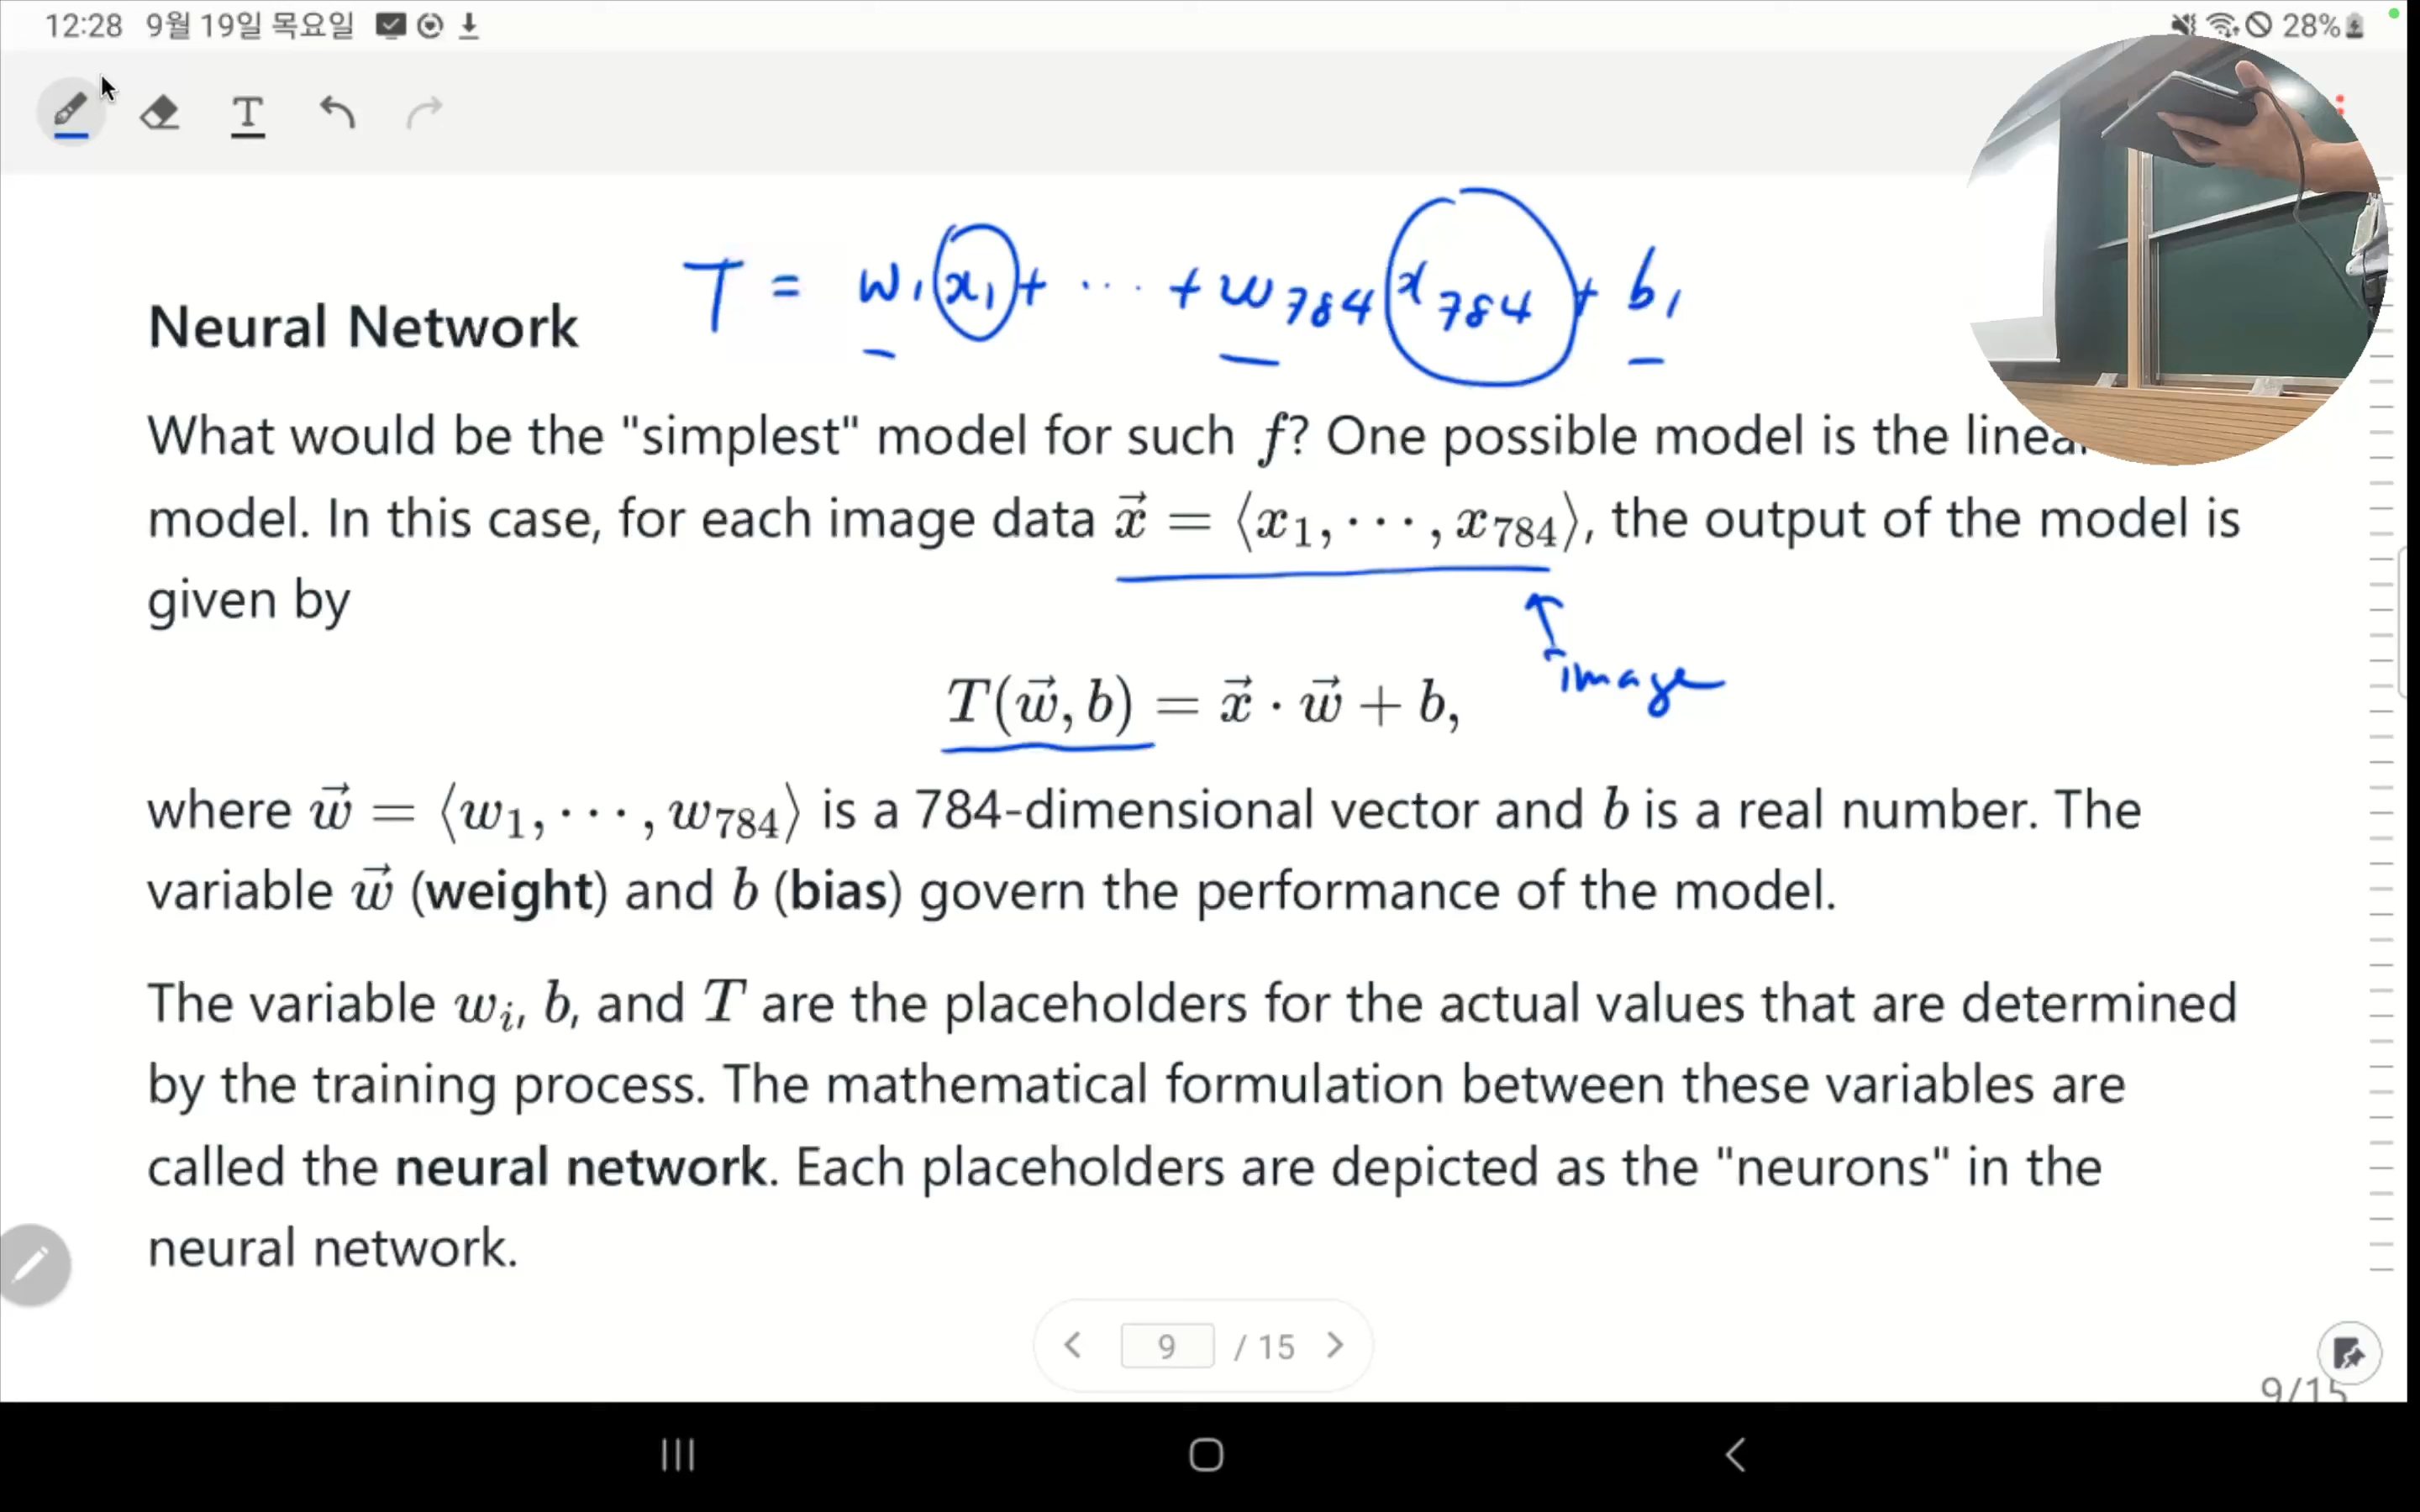 12:28 9월 19일 목요일 28%
T = w₁x₁ + ⋯ + w₇₈₄x₇₈₄ + b₁
Neural Network
What would be the "simplest" model for such f? One possible model is the linea
model. In this case, for each image data x⃗ = ⟨x₁, ⋯, x₇₈₄⟩, the output of the model is
given by
image
T(w⃗, b) = x⃗ · w⃗ + b,
where w⃗ = ⟨w₁, ⋯, w₇₈₄⟩ is a 784-dimensional vector and b is a real number. The
variable w⃗ (weight) and b (bias) govern the performance of the model.
The variable wᵢ, b, and T are the placeholders for the actual values that are determined
by the training process. The mathematical formulation between these variables are
called the neural network. Each placeholders are depicted as the "neurons" in the
neural network.
9 / 15
9/15